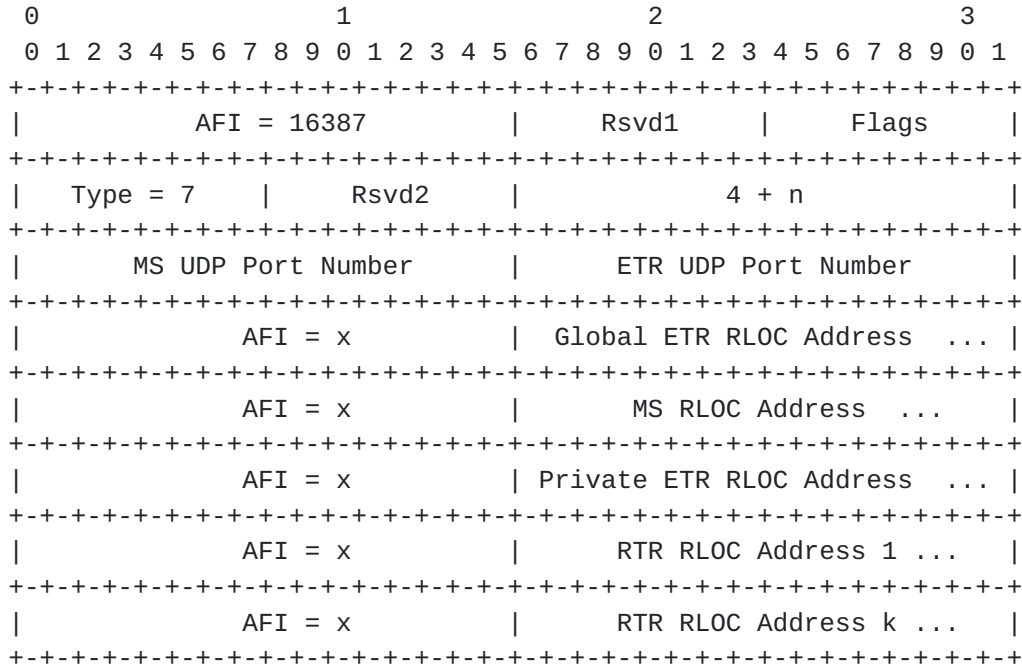 0                   1                   2                   3
 0 1 2 3 4 5 6 7 8 9 0 1 2 3 4 5 6 7 8 9 0 1 2 3 4 5 6 7 8 9 0 1
+-+-+-+-+-+-+-+-+-+-+-+-+-+-+-+-+-+-+-+-+-+-+-+-+-+-+-+-+-+-+-+-+
|           AFI = 16387         |     Rsvd1     |     Flags     |
+-+-+-+-+-+-+-+-+-+-+-+-+-+-+-+-+-+-+-+-+-+-+-+-+-+-+-+-+-+-+-+-+
|   Type = 7    |     Rsvd2     |             4 + n             |
+-+-+-+-+-+-+-+-+-+-+-+-+-+-+-+-+-+-+-+-+-+-+-+-+-+-+-+-+-+-+-+-+
|       MS UDP Port Number      |        ETR UDP Port Number      |
+-+-+-+-+-+-+-+-+-+-+-+-+-+-+-+-+-+-+-+-+-+-+-+-+-+-+-+-+-+-+-+-+
|              AFI = x          |  Global ETR RLOC Address  ... |
+-+-+-+-+-+-+-+-+-+-+-+-+-+-+-+-+-+-+-+-+-+-+-+-+-+-+-+-+-+-+-+-+
|              AFI = x          |       MS RLOC Address  ...    |
+-+-+-+-+-+-+-+-+-+-+-+-+-+-+-+-+-+-+-+-+-+-+-+-+-+-+-+-+-+-+-+-+
|              AFI = x          | Private ETR RLOC Address  ... |
+-+-+-+-+-+-+-+-+-+-+-+-+-+-+-+-+-+-+-+-+-+-+-+-+-+-+-+-+-+-+-+-+
|              AFI = x          |      RTR RLOC Address 1 ...   |
+-+-+-+-+-+-+-+-+-+-+-+-+-+-+-+-+-+-+-+-+-+-+-+-+-+-+-+-+-+-+-+-+
|              AFI = x          |      RTR RLOC Address k ...   |
+-+-+-+-+-+-+-+-+-+-+-+-+-+-+-+-+-+-+-+-+-+-+-+-+-+-+-+-+-+-+-+-+